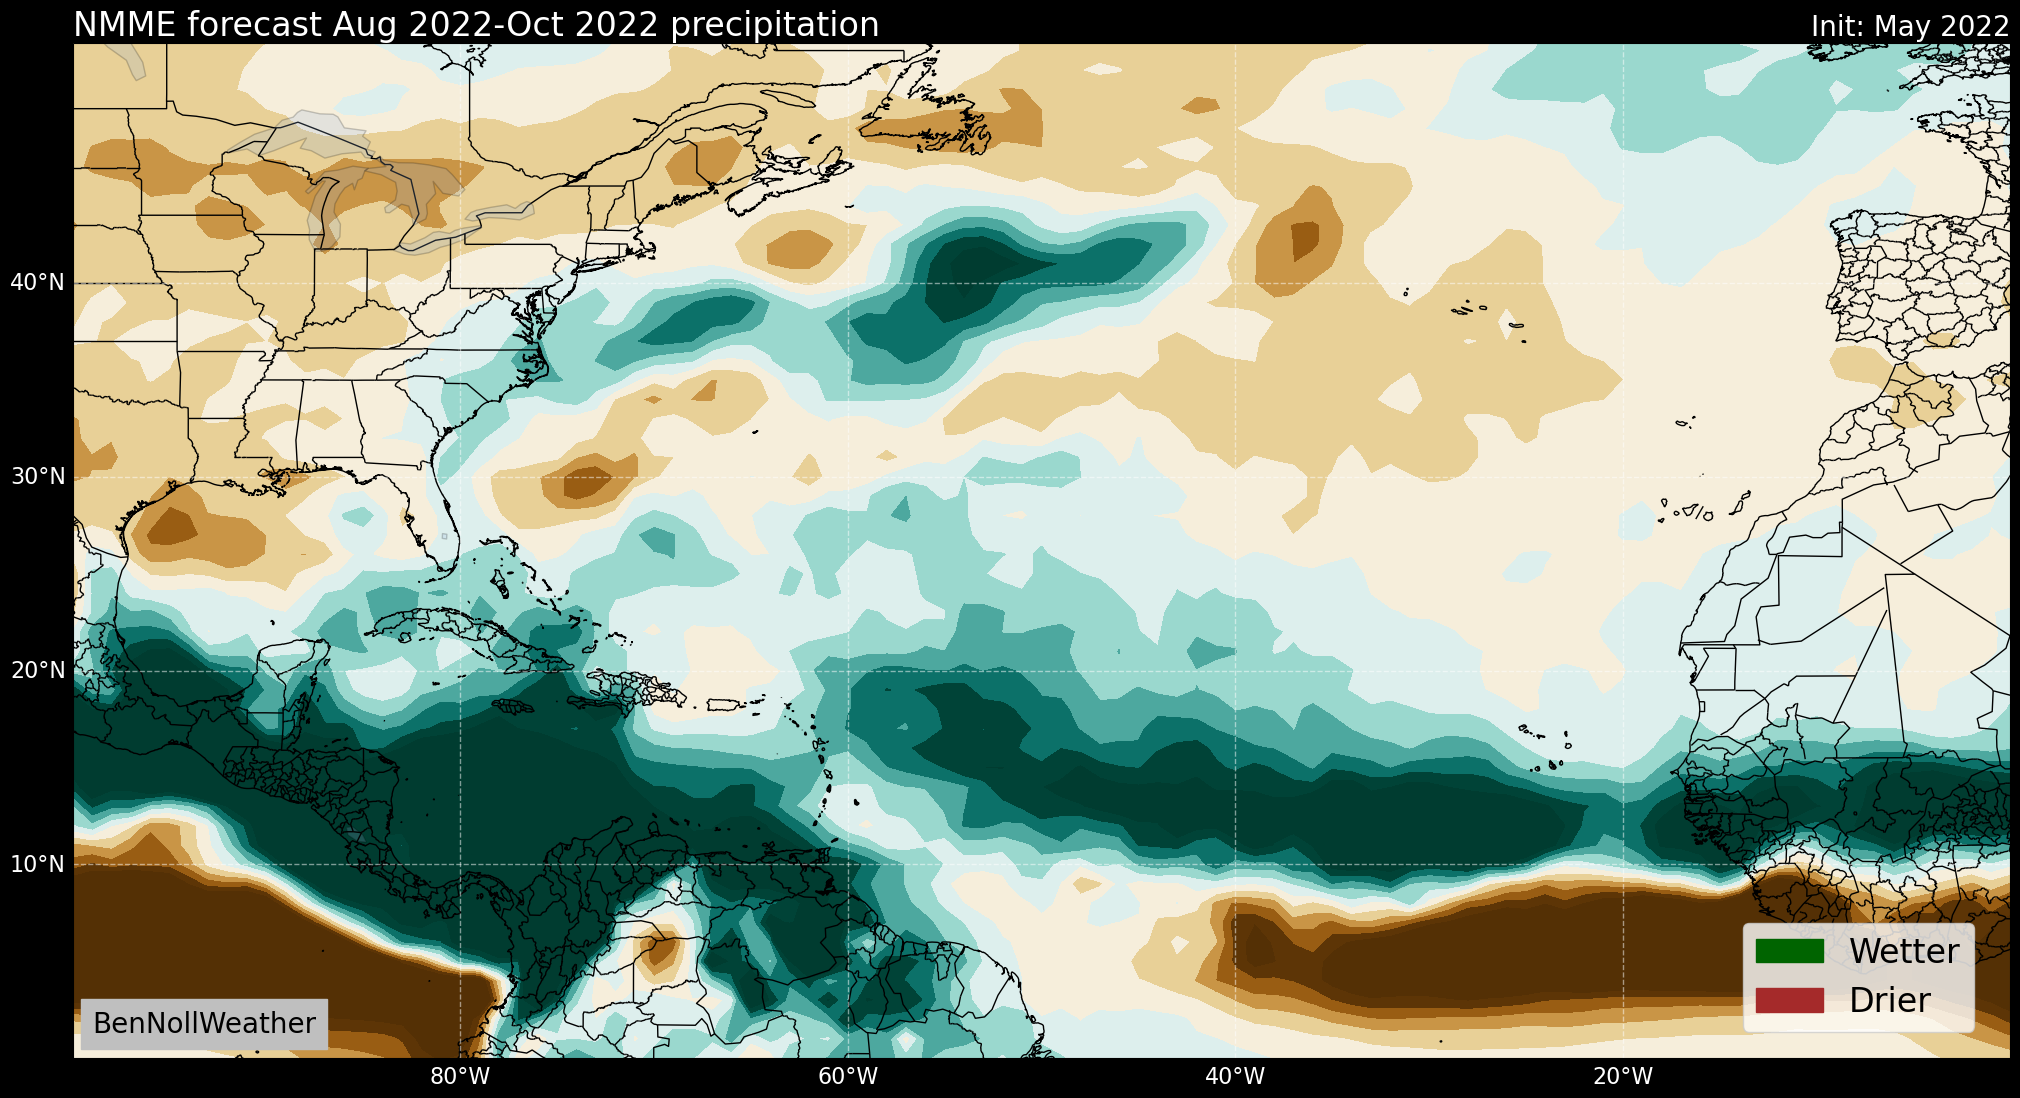 NMME forecast Aug 2022-Oct 2022 precipitation
Init: May 2022
40°N
30°N
20°N
10°N
Wetter
Drier
BenNollWeather
80°W
60°W
40°W
20°W